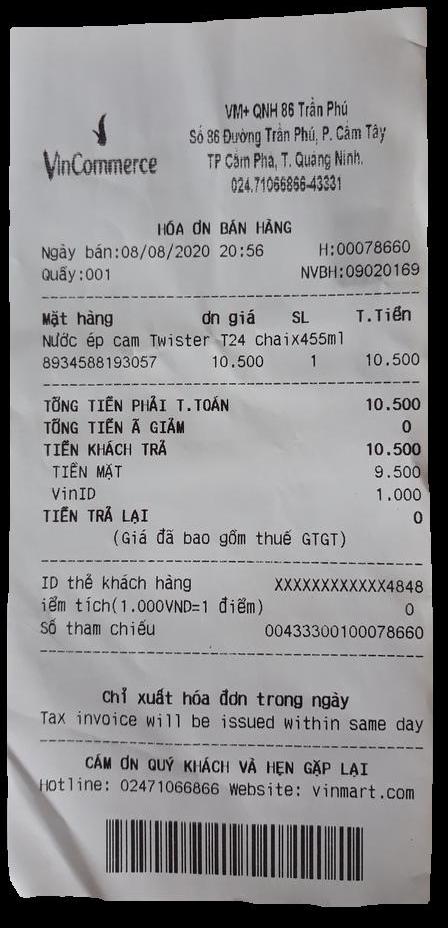 VinCommerce
VM+ QNH 86 Trần Phú
Số 86 Đường Trần Phú, P. Cẩm Tây
TP Cẩm Phả, T. Quảng Ninh.
024.71066866-43331
HÓA ƠN BÁN HÀNG
Ngày bán:08/08/2020 20:56 H:00078660
Quầy:001 NVBH:09020169
Mặt hàng ơn giá SL T.Tiền
Nước ép cam Twister T24 chaix455ml
8934588193057 10.500 1 10.500
TỔNG TIỀN PHẢI T.TOÁN 10.500
TỔNG TIỀN Ã GIẢM 0
TIỀN KHÁCH TRẢ 10.500
TIỀN MẶT 9.500
VinID 1.000
TIỀN TRẢ LẠI 0
(Giá đã bao gồm thuế GTGT)
ID thẻ khách hàng XXXXXXXXXXXX4848
iểm tích(1.000VND=1 điểm) 0
Số tham chiếu 00433300100078660
Chỉ xuất hóa đơn trong ngày
Tax invoice will be issued within same day
CẢM ƠN QUÝ KHÁCH VÀ HẸN GẶP LẠI
Hotline: 02471066866 Website: vinmart.com